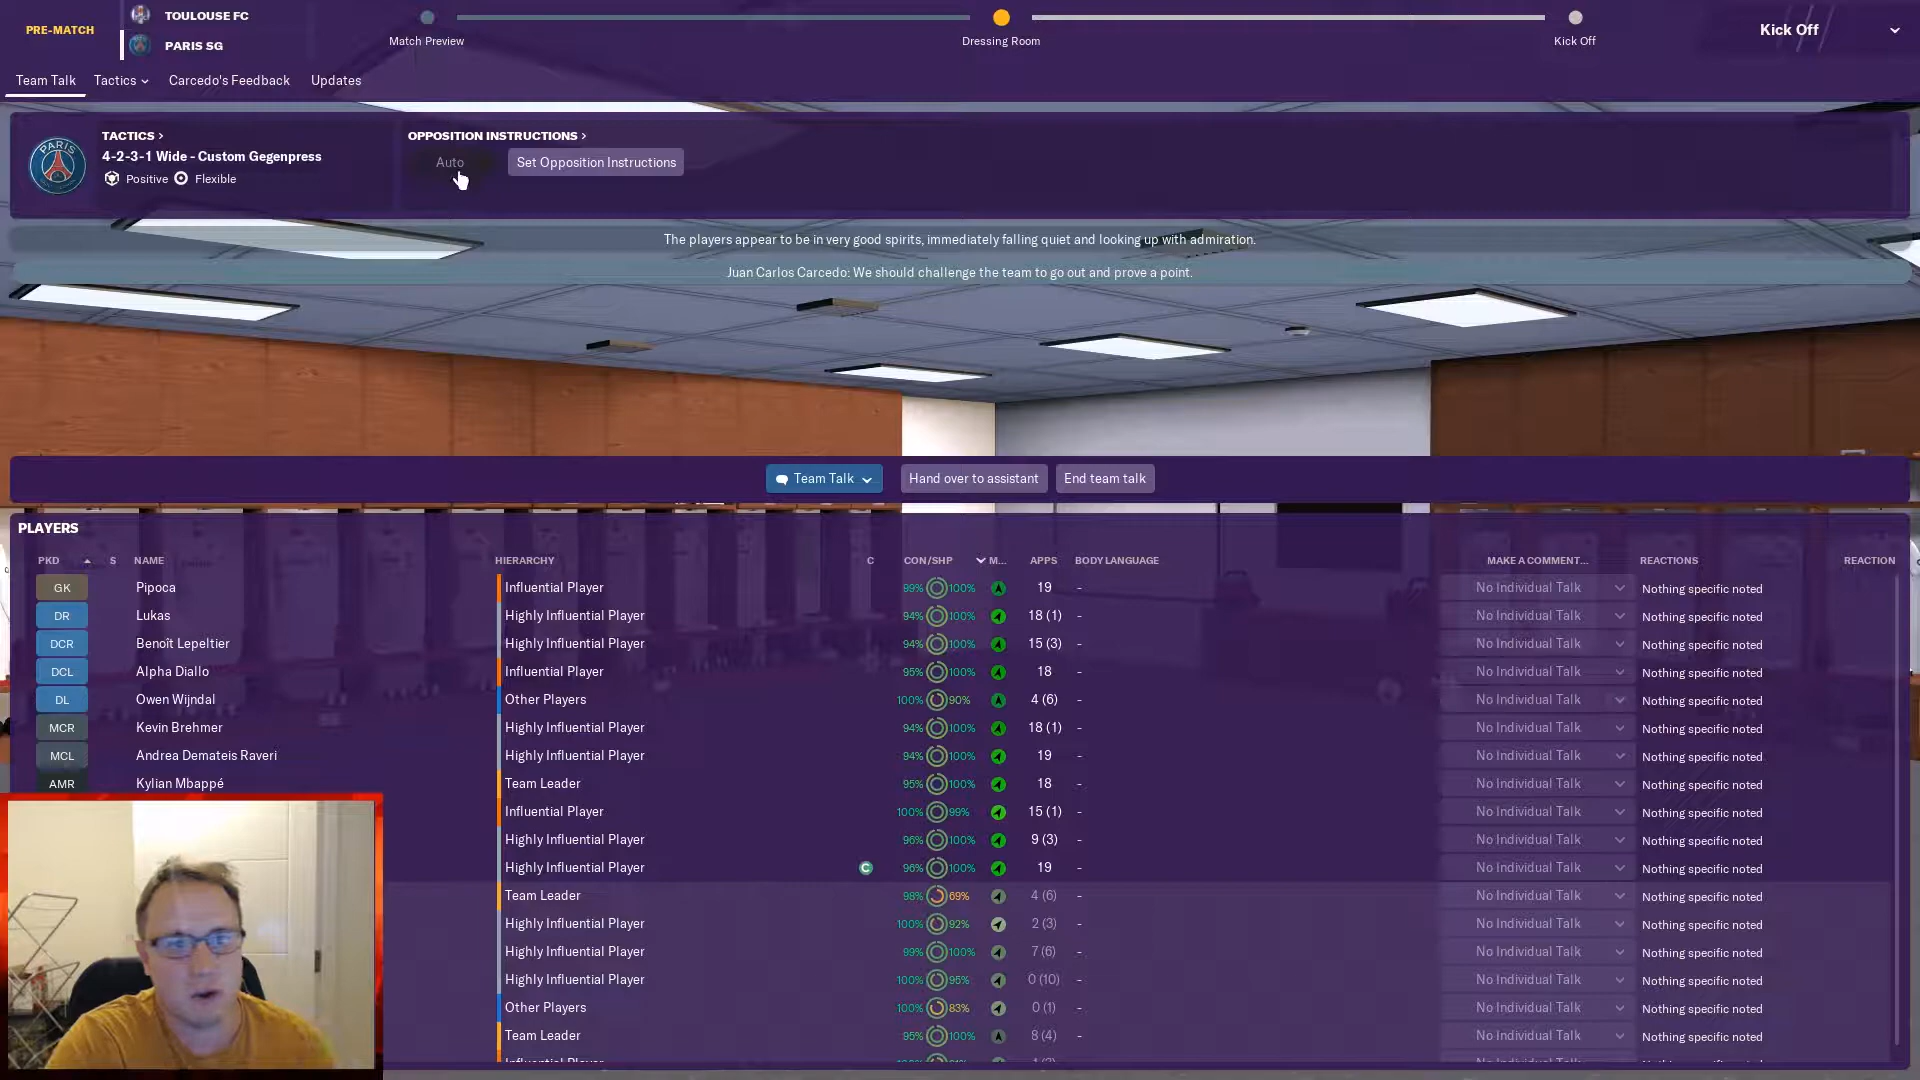 PRE-MATCH
TOULOUSE FC
PARIS SG
Match Preview
Dressing Room
Kick Off
Kick Off
Team Talk
Tactics
Carcedo's Feedback
Updates
PARIS
TACTICS >
4-2-3-1 Wide - Custom Gegenpress
Positive
Flexible
OPPOSITION INSTRUCTIONS >
Auto
Set Opposition Instructions
The players appear to be in very good spirits, immediately falling quiet and looking up with admiration.
Juan Carlos Carcedo: We should challenge the team to go out and prove a point.
Team Talk
Hand over to assistant
End team talk
PLAYERS
PKD S NAME HIERARCHY C CON/SHP M... APPS BODY LANGUAGE MAKE A COMMENT... REACTIONS REACTION
GK Pipoca Influential Player 99% 100% 19 - No Individual Talk Nothing specific noted
DR Lukas Highly Influential Player 94% 100% 18 (1) - No Individual Talk Nothing specific noted
DCR Benoît Lepeltier Highly Influential Player 94% 100% 15 (3) - No Individual Talk Nothing specific noted
DCL Alpha Diallo Influential Player 95% 100% 18 - No Individual Talk Nothing specific noted
DL Owen Wijndal Other Players 100% 90% 4 (6) - No Individual Talk Nothing specific noted
MCR Kevin Brehmer Highly Influential Player 94% 100% 18 (1) - No Individual Talk Nothing specific noted
MCL Andrea Demateis Raveri Highly Influential Player 94% 100% 19 - No Individual Talk Nothing specific noted
AMR Kylian Mbappé Team Leader 95% 100% 18 - No Individual Talk Nothing specific noted
Influential Player 100% 99% 15 (1) - No Individual Talk Nothing specific noted
Highly Influential Player 96% 100% 9 (3) - No Individual Talk Nothing specific noted
Highly Influential Player C 96% 100% 19 - No Individual Talk Nothing specific noted
Team Leader 98% 69% 4 (6) - No Individual Talk Nothing specific noted
Highly Influential Player 100% 92% 2 (3) - No Individual Talk Nothing specific noted
Highly Influential Player 99% 100% 7 (6) - No Individual Talk Nothing specific noted
Highly Influential Player 100% 95% 0 (10) - No Individual Talk Nothing specific noted
Other Players 100% 83% 0 (1) - No Individual Talk Nothing specific noted
Team Leader 95% 100% 8 (4) - No Individual Talk Nothing specific noted